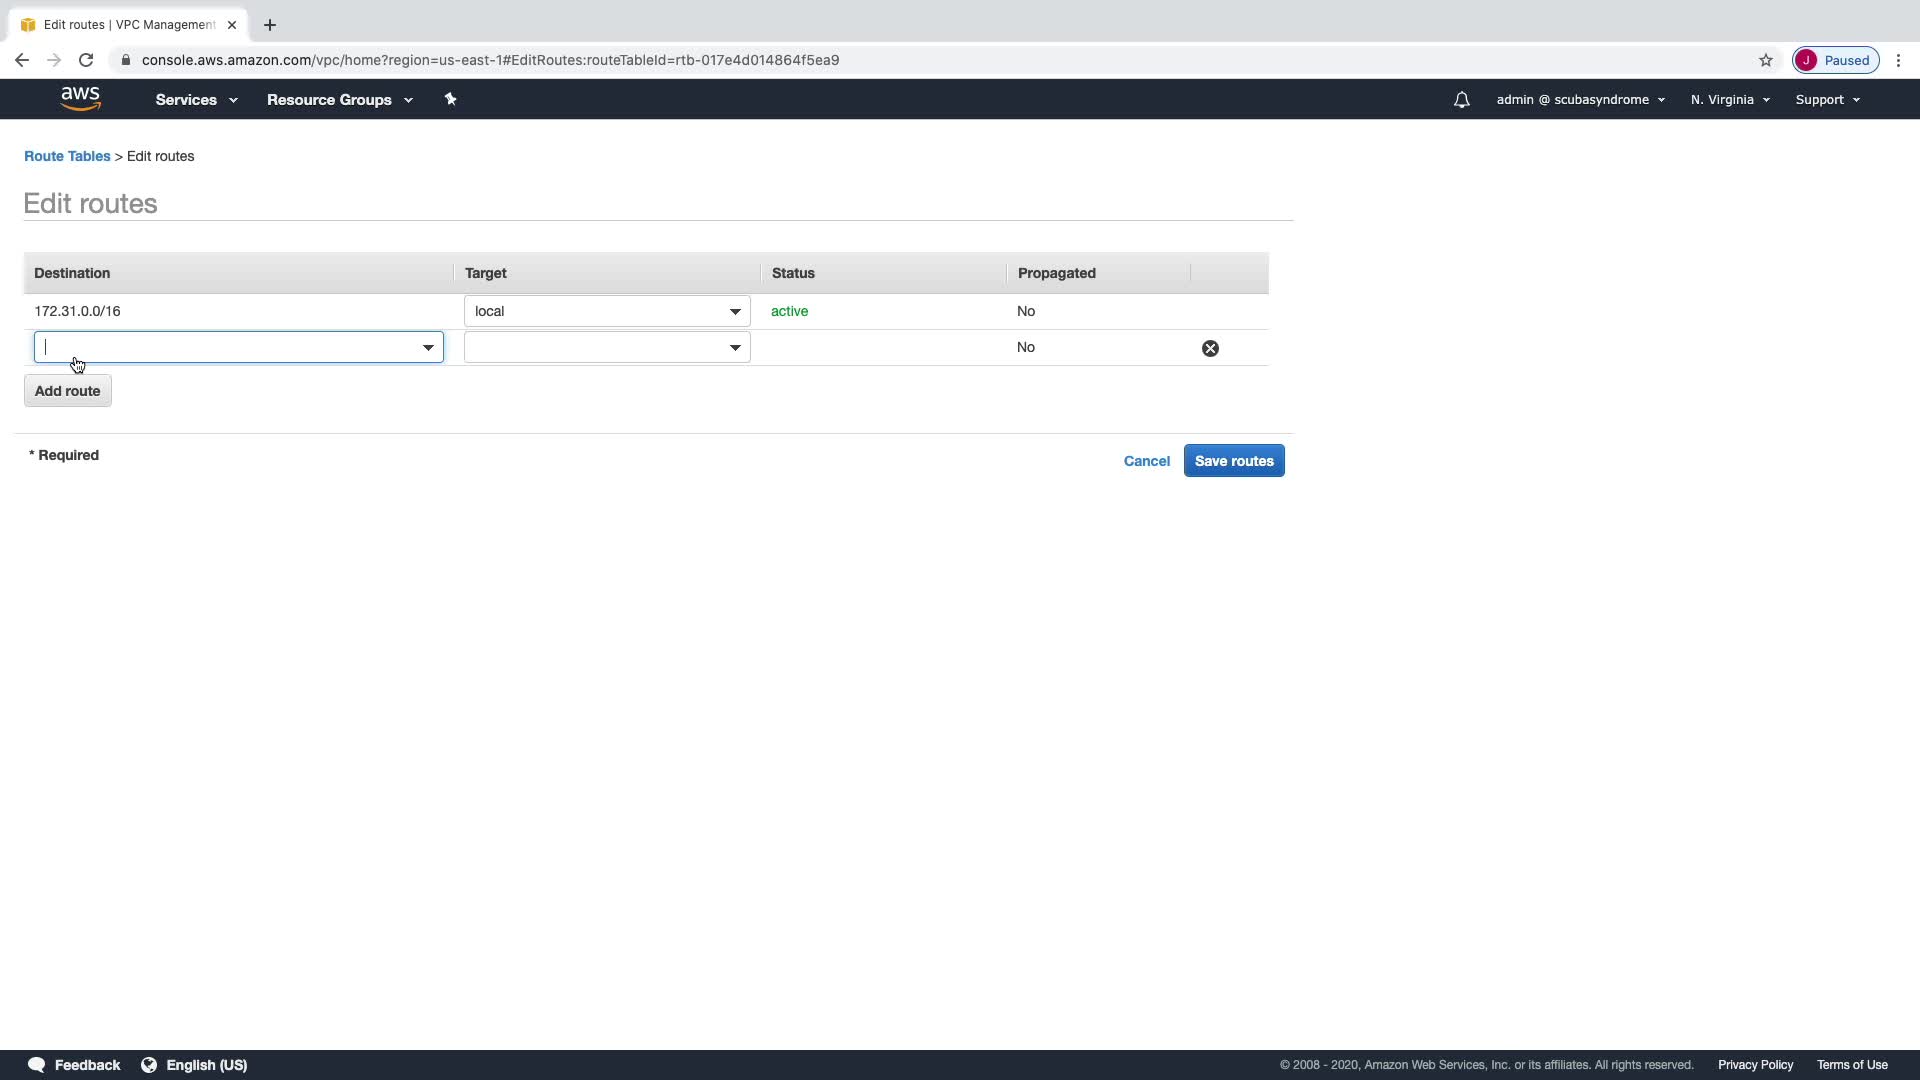 Edit routes | VPC Management
console.aws.amazon.com/vpc/home?region=us-east-1#EditRoutes:routeTableId=rtb-017e4d014864f5ea9
J Paused
aws Services Resource Groups admin @ scubasyndrome N. Virginia Support
Route Tables > Edit routes
Edit routes
Destination Target Status Propagated
172.31.0.0/16 local active No
No
Add route
* Required
Cancel Save routes
Feedback English (US) © 2008 - 2020, Amazon Web Services, Inc. or its affiliates. All rights reserved. Privacy Policy Terms of Use